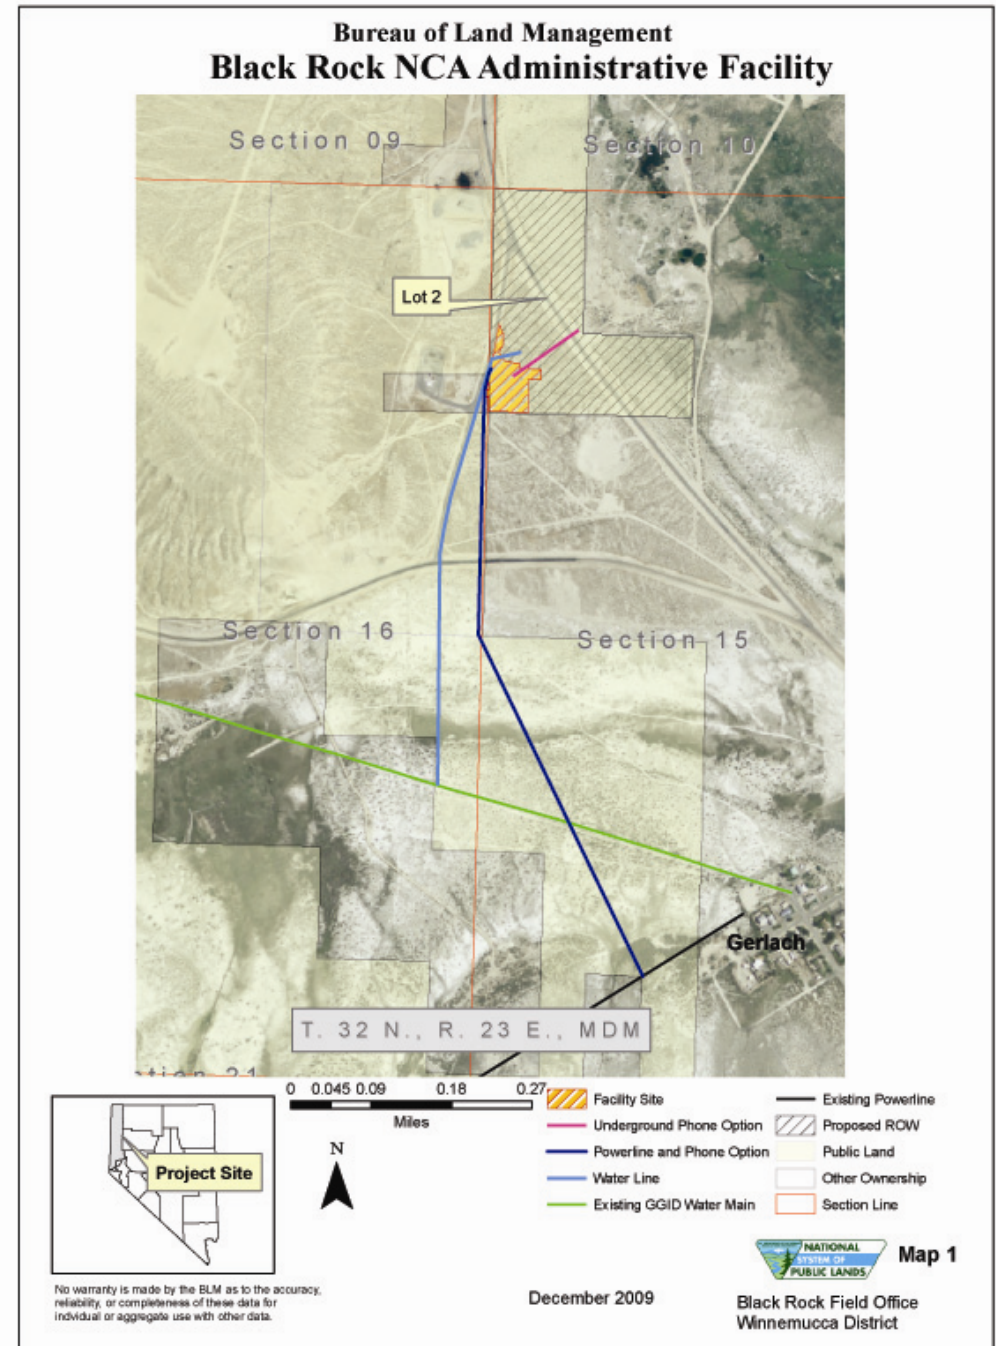 Bureau of Land Management
Black Rock NCA Administrative Facility
Section 09
Section 10
Lot 2
Section 16
Section 15
Gerlach
T. 32 N., R. 23 E., MDM
ction 21
0 0.045 0.09 0.18 0.27
Miles
N
Project Site
Facility Site
Underground Phone Option
Powerline and Phone Option
Water Line
Existing GGID Water Main
Existing Powerline
Proposed ROW
Public Land
Other Ownership
Section Line
No warranty is made by the BLM as to the accuracy,
reliability, or completeness of these data for
indvidual or aggregate use with other data.
December 2009
NATIONAL
SYSTEM OF
PUBLIC LANDS
Map 1
Black Rock Field Office
Winnemucca District